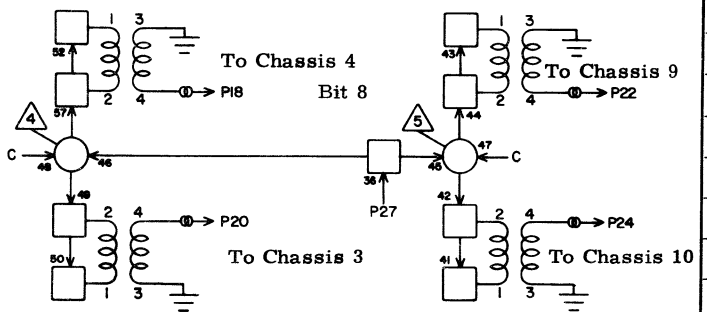 1 3
52
To Chassis 4
2 4
P18
Bit 8
57
4
C
48
46
49
2 4
P20
50
To Chassis 3
1 3
36
P27
1 3
43
To Chassis 9
2 4
P22
44
5
47
45
C
42
2 4
P24
41
To Chassis 10
1 3